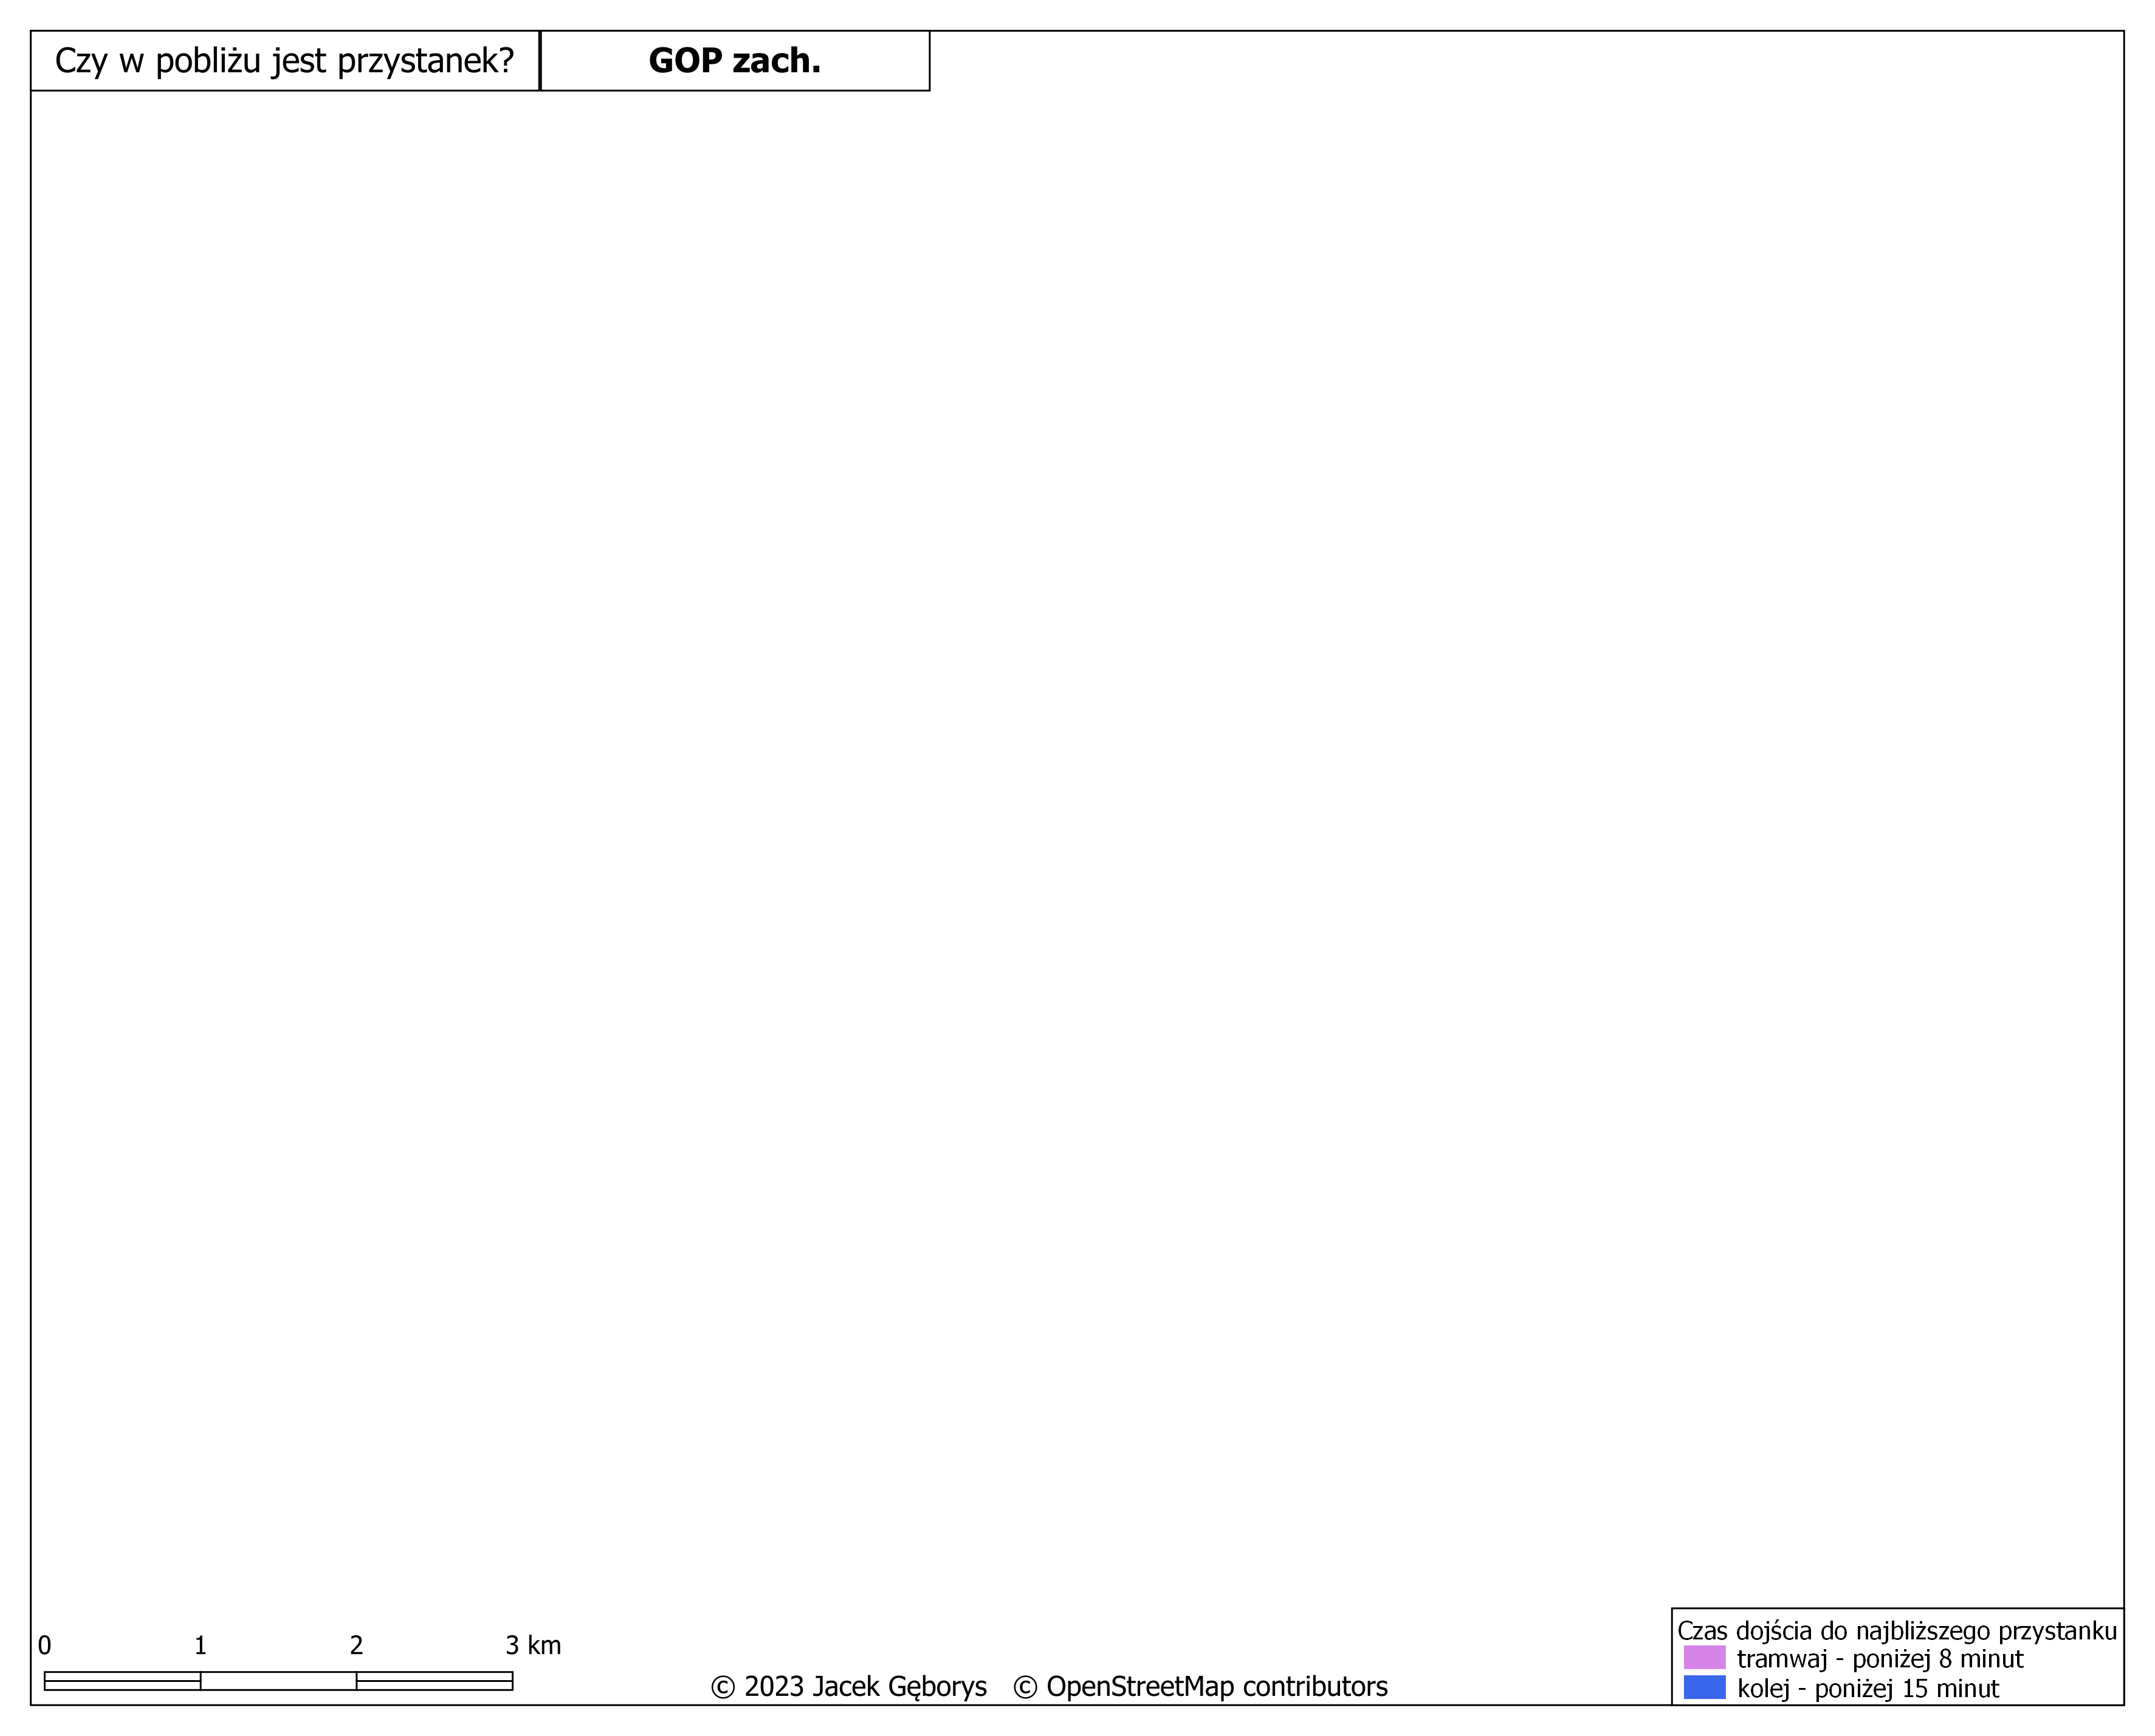 Czy w pobliżu jest przystanek?
GOP zach.
0 1 2 3 km
© 2023 Jacek Gęborys © OpenStreetMap contributors
Czas dojścia do najbliższego przystanku
tramwaj - poniżej 8 minut
kolej - poniżej 15 minut